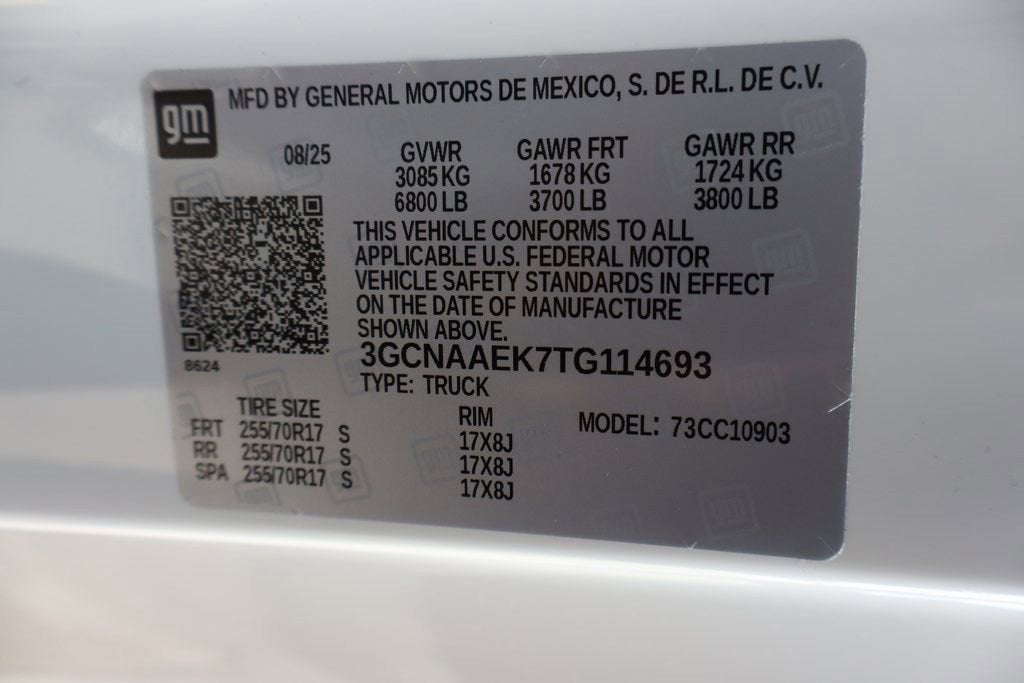 gm
MFD BY GENERAL MOTORS DE MEXICO, S. DE R.L. DE C.V.
08/25 GVWR GAWR FRT GAWR RR
3085 KG 1678 KG 1724 KG
6800 LB 3700 LB 3800 LB
THIS VEHICLE CONFORMS TO ALL
APPLICABLE U.S. FEDERAL MOTOR
VEHICLE SAFETY STANDARDS IN EFFECT
ON THE DATE OF MANUFACTURE
SHOWN ABOVE.
8624
3GCNAAEK7TG114693
TYPE: TRUCK
TIRE SIZE RIM MODEL: 73CC10903
FRT 255/70R17 S 17X8J
RR 255/70R17 S 17X8J
SPA 255/70R17 S 17X8J